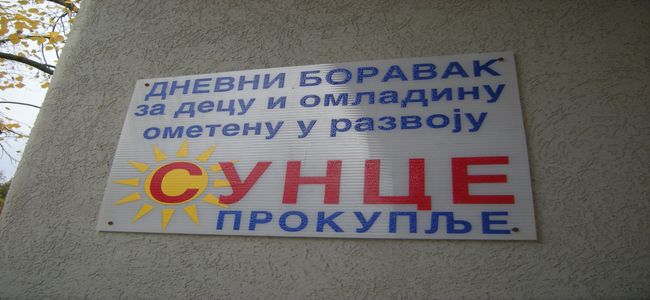 ДНЕВНИ БОРАВАК
за децу и омладину
ометену у развоју
СУНЦЕ
ПРОКУПЉЕ